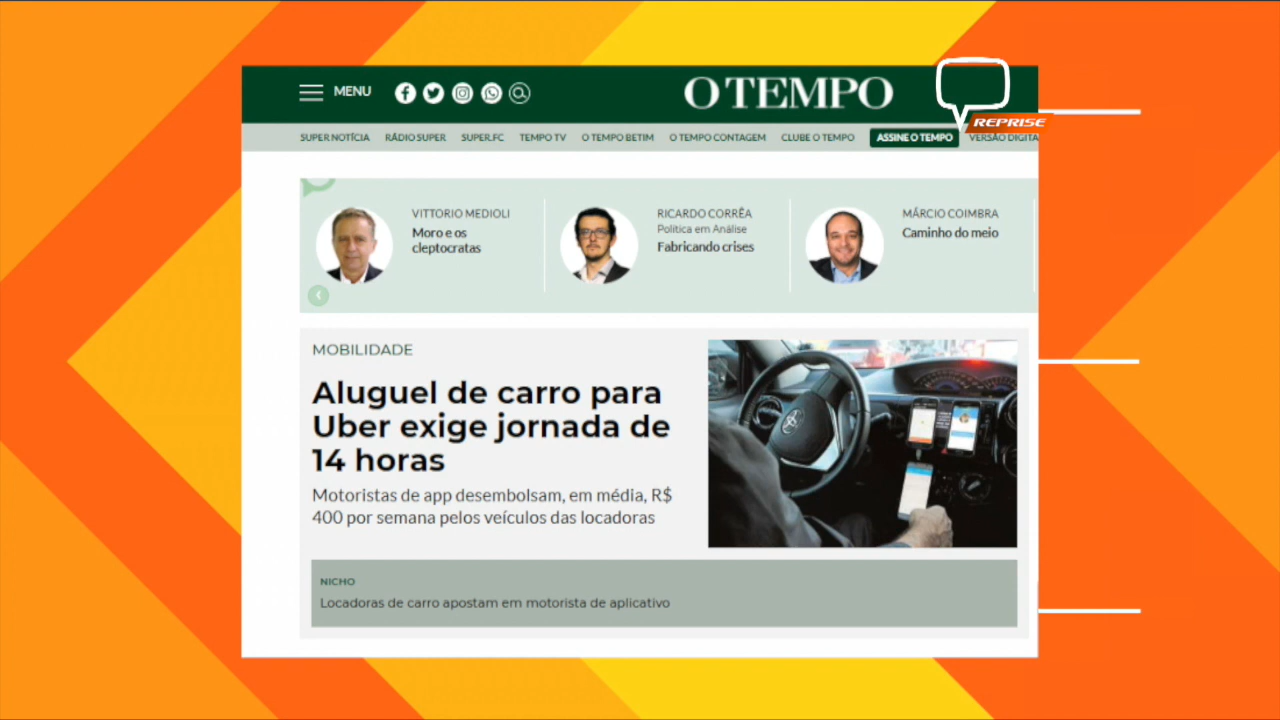 MENU
O TEMPO
REPRISE
SUPER NOTÍCIA RÁDIO SUPER SUPER.FC TEMPO TV O TEMPO BETIM O TEMPO CONTAGEM CLUBE O TEMPO ASSINE O TEMPO VERSÃO DIGITA
VITTORIO MEDIOLI
Moro e os
cleptocratas
RICARDO CORRÊA
Política em Análise
Fabricando crises
MÁRCIO COIMBRA
Caminho do meio
MOBILIDADE
Aluguel de carro para
Uber exige jornada de
14 horas
Motoristas de app desembolsam, em média, R$
400 por semana pelos veículos das locadoras
NICHO
Locadoras de carro apostam em motorista de aplicativo